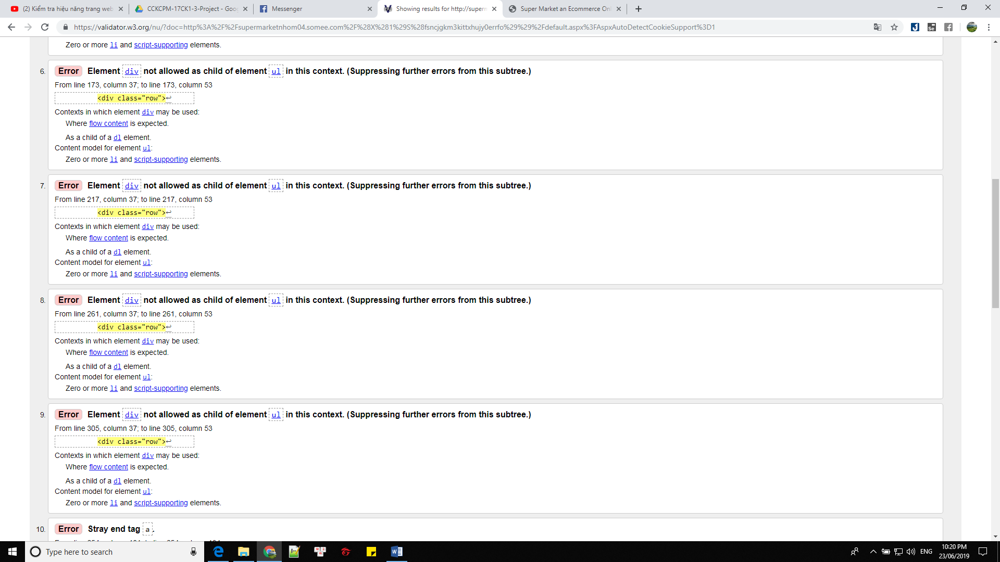 (2) Kiểm tra hiệu năng trang web
CCKCPM-17CK1-3-Project - Goo
Messenger
Showing results for http://superm
Super Market an Ecommerce Onl
https://validator.w3.org/nu/?doc=http%3A%2F%2Fsupermarketnhom04.somee.com%2F%28X%281%29S%28fsncjgkm3kittxhujy0errfo%29%29%2Fdefault.aspx%3FAspxAutoDetectCookieSupport%3D1
Zero or more li and script-supporting elements.
6. Error Element div not allowed as child of element ul in this context. (Suppressing further errors from this subtree.)
From line 173, column 37; to line 173, column 53
<div class="row">↩
Contexts in which element div may be used:
Where flow content is expected.
As a child of a dl element.
Content model for element ul:
Zero or more li and script-supporting elements.
7. Error Element div not allowed as child of element ul in this context. (Suppressing further errors from this subtree.)
From line 217, column 37; to line 217, column 53
<div class="row">↩
Contexts in which element div may be used:
Where flow content is expected.
As a child of a dl element.
Content model for element ul:
Zero or more li and script-supporting elements.
8. Error Element div not allowed as child of element ul in this context. (Suppressing further errors from this subtree.)
From line 261, column 37; to line 261, column 53
<div class="row">↩
Contexts in which element div may be used:
Where flow content is expected.
As a child of a dl element.
Content model for element ul:
Zero or more li and script-supporting elements.
9. Error Element div not allowed as child of element ul in this context. (Suppressing further errors from this subtree.)
From line 305, column 37; to line 305, column 53
<div class="row">↩
Contexts in which element div may be used:
Where flow content is expected.
As a child of a dl element.
Content model for element ul:
Zero or more li and script-supporting elements.
10. Error Stray end tag a.
Type here to search
ENG
10:20 PM
23/06/2019